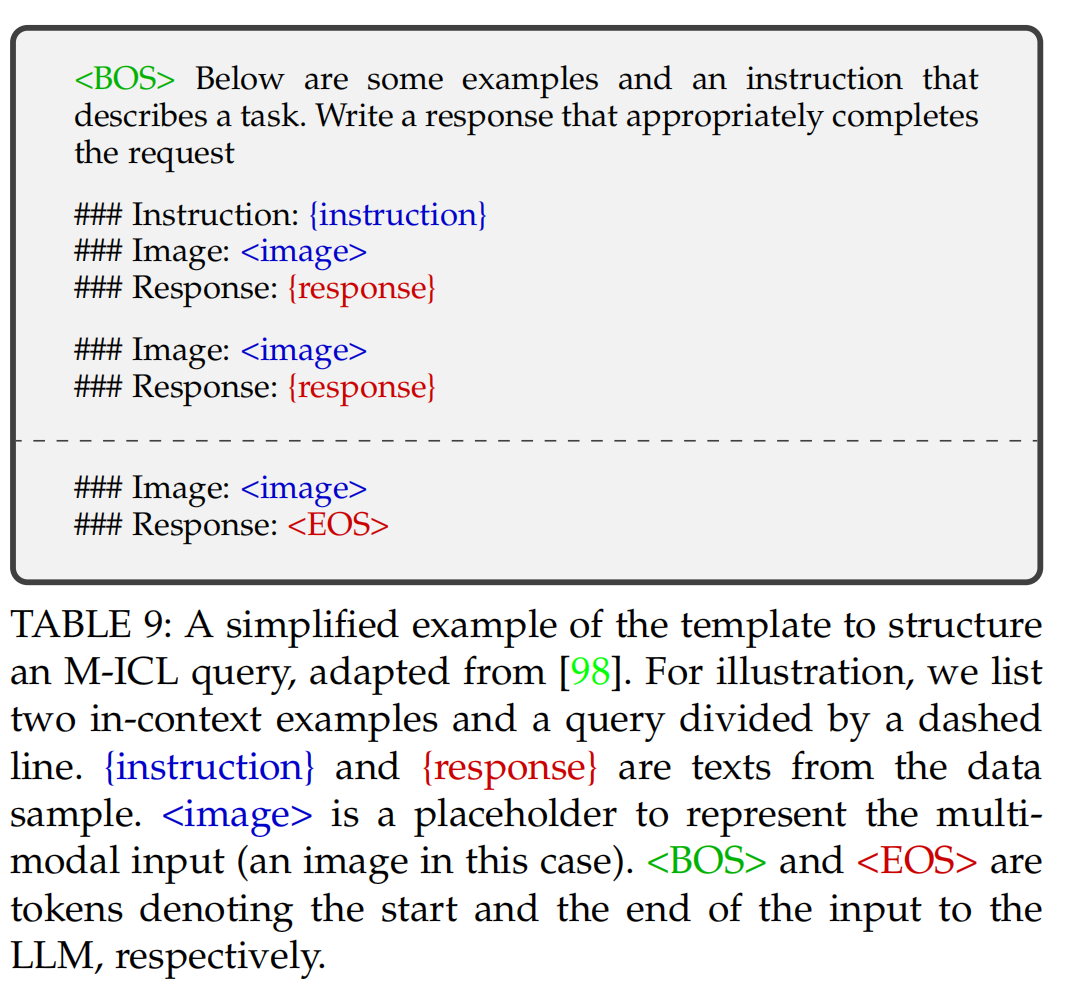 <BOS> Below are some examples and an instruction that
describes a task. Write a response that appropriately completes
the request
### Instruction: {instruction}
### Image: <image>
### Response: {response}
### Image: <image>
### Response: {response}
### Image: <image>
### Response: <EOS>
TABLE 9: A simplified example of the template to structure
an M-ICL query, adapted from [98]. For illustration, we list
two in-context examples and a query divided by a dashed
line. {instruction} and {response} are texts from the data
sample. <image> is a placeholder to represent the multi-
modal input (an image in this case). <BOS> and <EOS> are
tokens denoting the start and the end of the input to the
LLM, respectively.